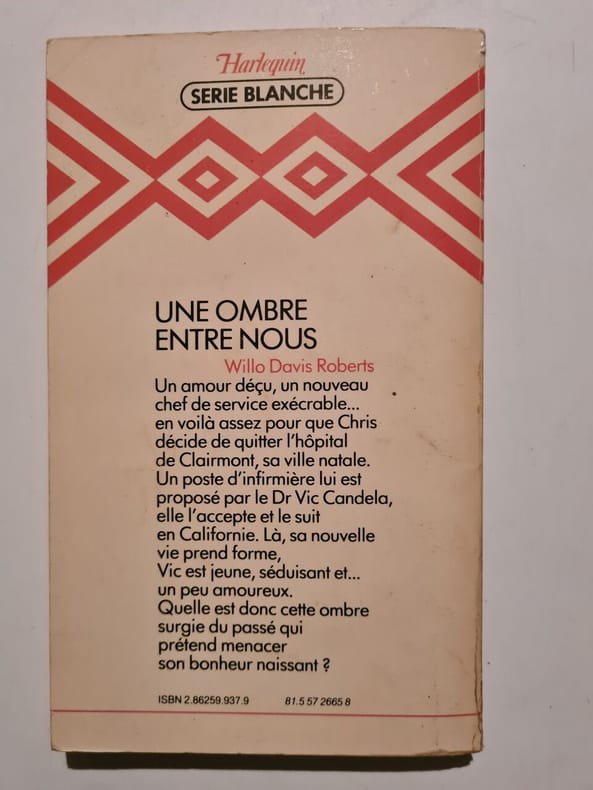 Harlequin
SERIE BLANCHE
UNE OMBRE
ENTRE NOUS
Willo Davis Roberts
Un amour déçu, un nouveau
chef de service exécrable...
en voilà assez pour que Chris
décide de quitter l'hôpital
de Clairmont, sa ville natale.
Un poste d'infirmière lui est
proposé par le Dr Vic Candela,
elle l'accepte et le suit
en Californie. Là, sa nouvelle
vie prend forme,
Vic est jeune, séduisant et...
un peu amoureux.
Quelle est donc cette ombre
surgie du passé qui
prétend menacer
son bonheur naissant ?
ISBN 2.86259.937.9 81.5 57 2665 8